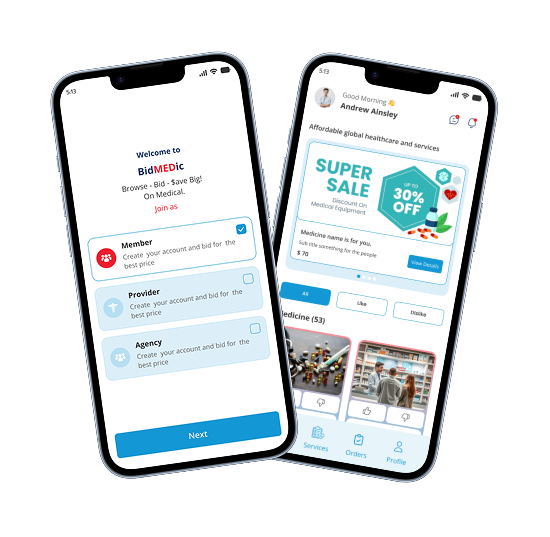 5:13
Welcome to
BidMEDic
Browse - Bid - $ave Big!
On Medical.
Join as
Member
Create your account and bid for the
best price
Provider
Create your account and bid for the
best price
Agency
Create your account and bid for the
best price
Next
5:13
Good Morning 👋
Andrew Ainsley
Affordable global healthcare and services
SUPER
SALE
Discount On
Medical Equipment
UP TO
30%
OFF
Medicine name is for you.
Sub title something for the people
$ 70
View Details
All
Like
Dislike
edicine (53)
Services
Orders
Profile